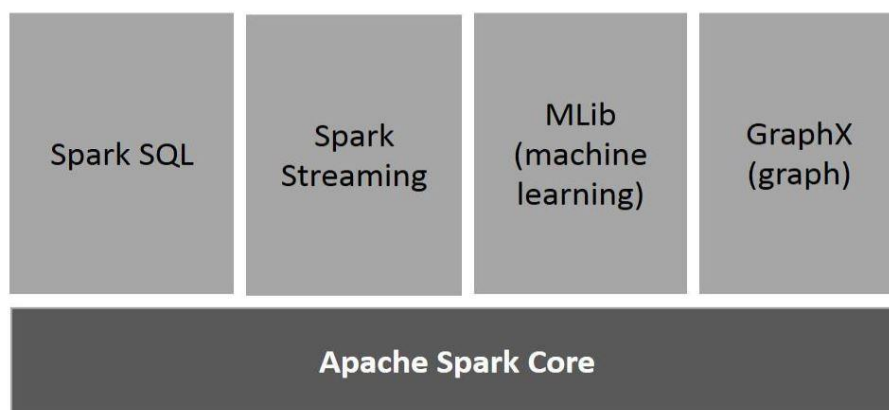 Spark SQL
Spark
Streaming
MLib
(machine
learning)
GraphX
(graph)
Apache Spark Core